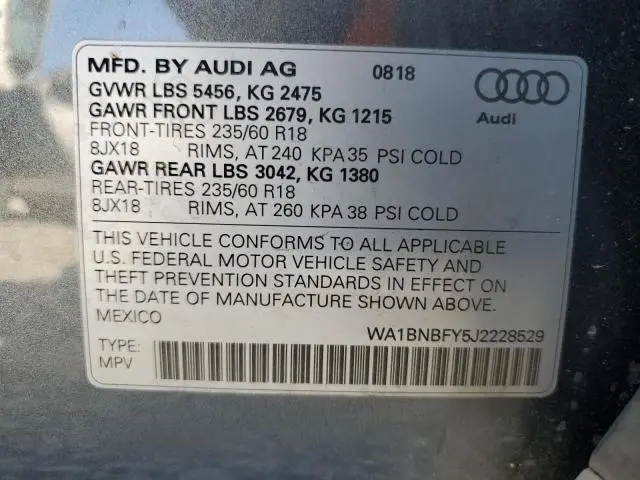 MFD. BY AUDI AG 0818
GVWR LBS 5456, KG 2475
GAWR FRONT LBS 2679, KG 1215
FRONT-TIRES 235/60 R18
8JX18 RIMS, AT 240 KPA 35 PSI COLD
GAWR REAR LBS 3042, KG 1380
REAR-TIRES 235/60 R18
8JX18 RIMS, AT 260 KPA 38 PSI COLD
Audi
THIS VEHICLE CONFORMS TO ALL APPLICABLE
U.S. FEDERAL MOTOR VEHICLE SAFETY AND
THEFT PREVENTION STANDARDS IN EFFECT ON
THE DATE OF MANUFACTURE SHOWN ABOVE.
MEXICO
WA1BNBFY5J2228529
TYPE:
MPV